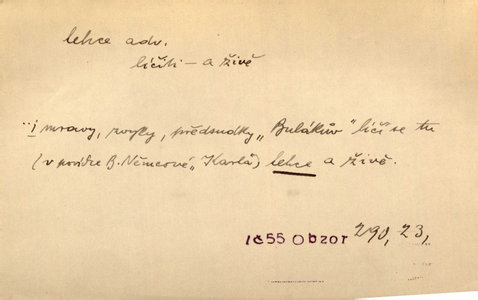 lehce adv.
líčiti – a živě
„i mravy, zvyky, předsudky „Bulákův" líčí se tu
(v povídce B. Němcové „Karla) lehce a živě.
1855 Obzor 290, 23,